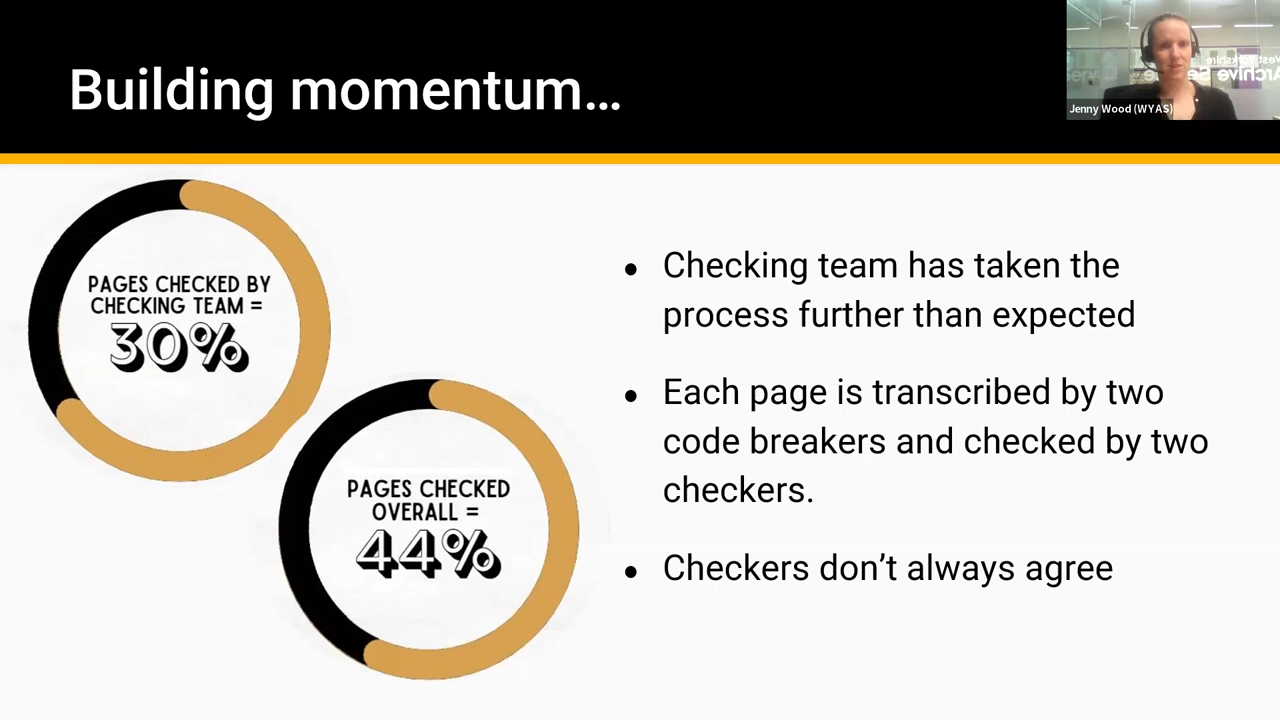 Building momentum…
Jenny Wood (WYAS)
PAGES CHECKED BY
CHECKING TEAM =
30%
PAGES CHECKED
OVERALL =
44%
• Checking team has taken the
process further than expected
• Each page is transcribed by two
code breakers and checked by two
checkers.
• Checkers don’t always agree